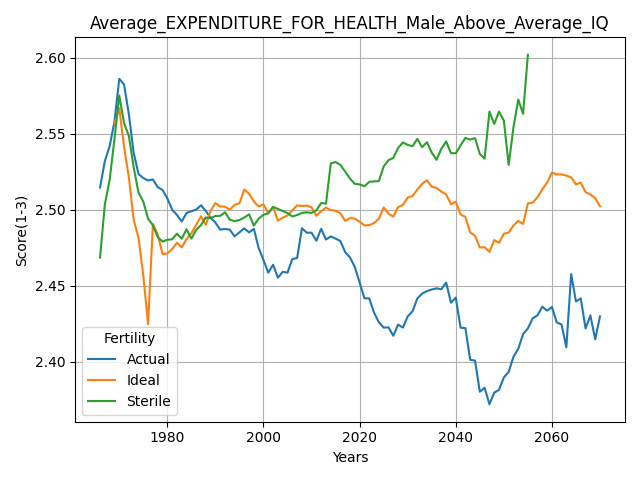 Average_EXPENDITURE_FOR_HEALTH_Male_Above_Average_IQ
2.60
2.55
2.50
2.45
2.40
Score(1-3)
Fertility
Actual
Ideal
Sterile
1980 2000 2020 2040 2060
Years